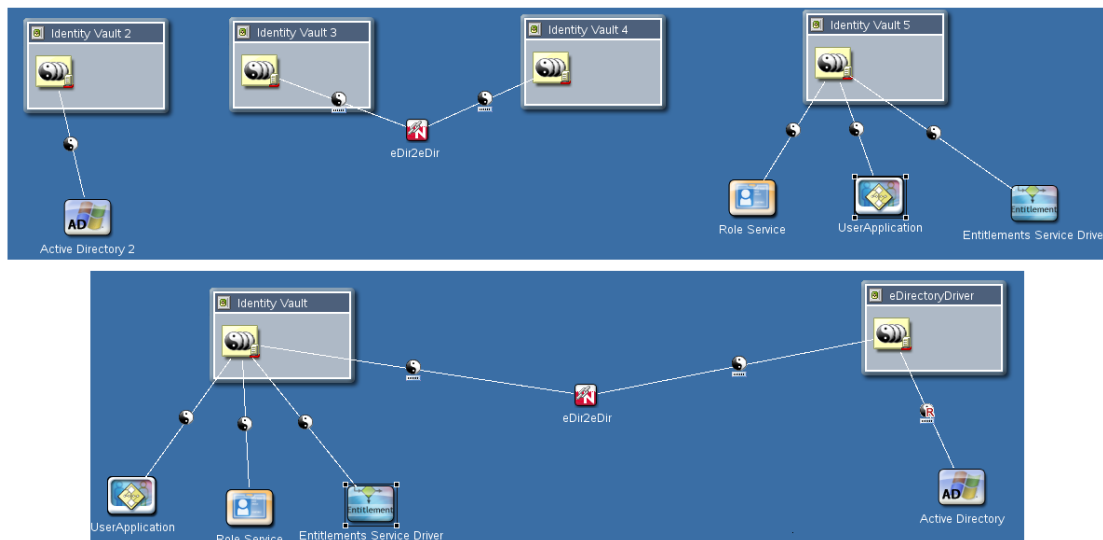 Identity Vault 2
Identity Vault 3
Identity Vault 4
Identity Vault 5
eDir2eDir
AD
Active Directory 2
Role Service
UserApplication
Entitlement
Entitlements Service Drive
Identity Vault
eDirectoryDriver
eDir2eDir
R
UserApplication
Role Service
Entitlement
Entitlements Service Driver
AD
Active Directory